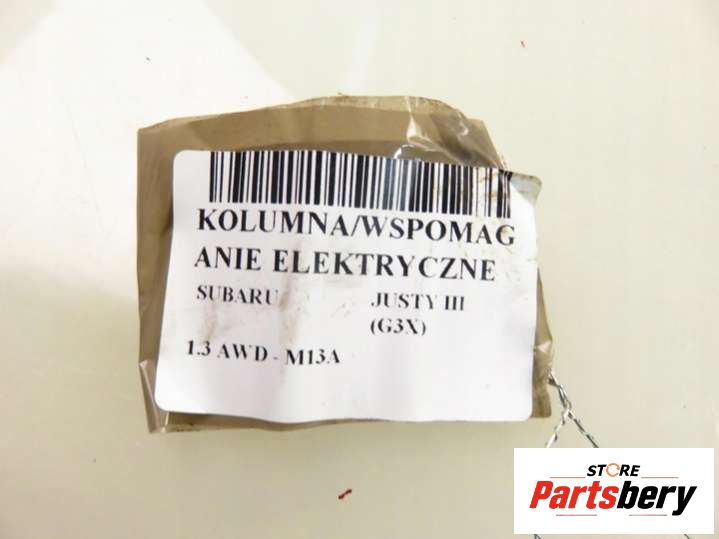 KOLUMNA/WSPOMAG
ANIE ELEKTRYCZNE
SUBARU JUSTY III
(G3X)
1.3 AWD - M13A
STORE
Partsbery